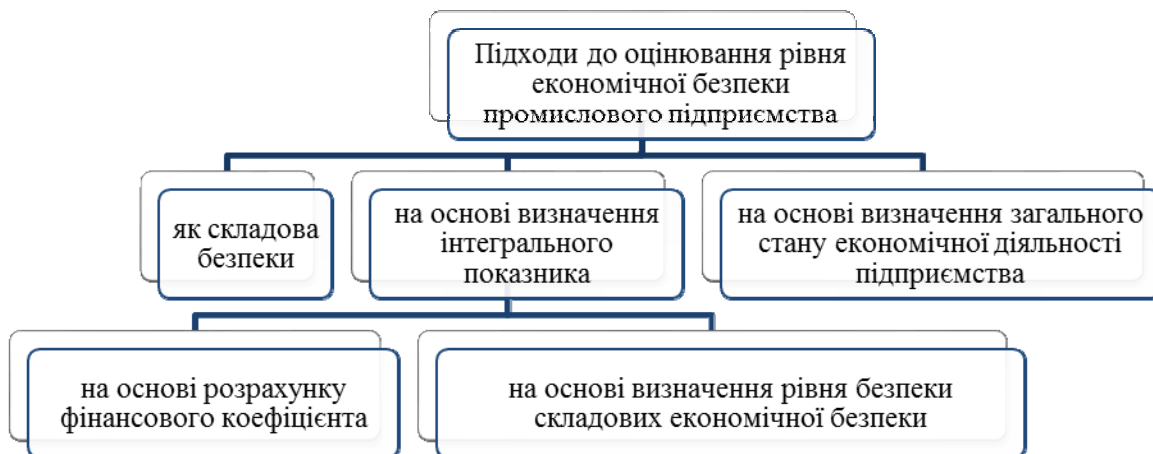 Підходи до оцінювання рівня
економічної безпеки
промислового підприємства
як складова
безпеки
на основі визначення
інтегрального
показника
на основі визначення загального
стану економічної діяльності
підприємства
на основі розрахунку
фінансового коефіцієнта
на основі визначення рівня безпеки
складових економічної безпеки